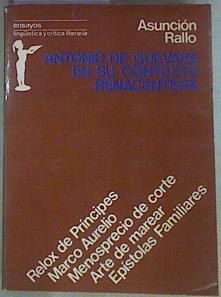 ensayos
lingüística y crítica literaria
Asunción
Rallo
ANTONIO DE GUEVARA
EN SU CONTEXTO
RENACENTISTA
Relox de Príncipes
Marco Aurelio
Menosprecio de corte
Arte de marear
Epístolas Familiares